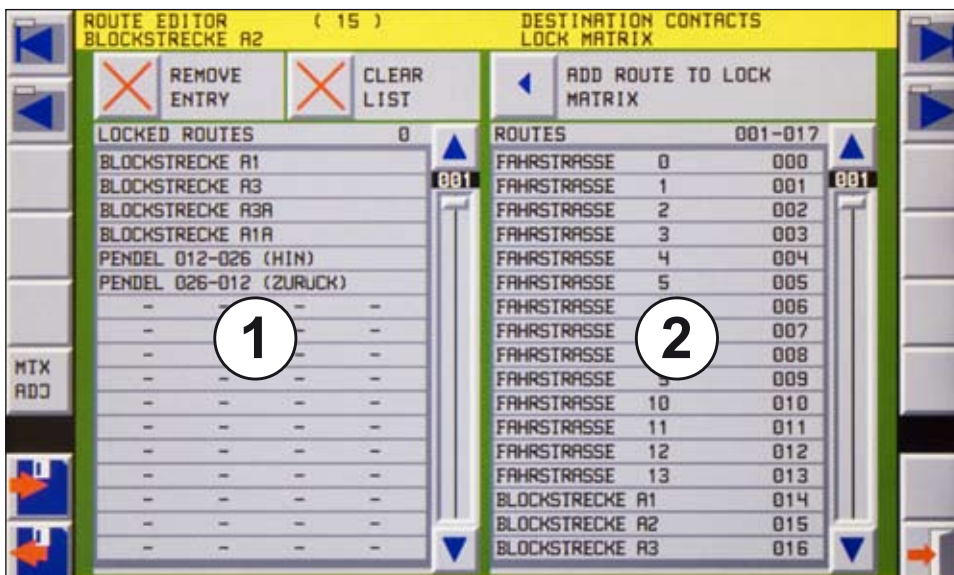 ROUTE EDITOR ( 15 ) DESTINATION CONTACTS
BLOCKSTRECKE A2 LOCK MATRIX
REMOVE
ENTRY
CLEAR
LIST
ADD ROUTE TO LOCK
MATRIX
LOCKED ROUTES 0
001
BLOCKSTRECKE A1
BLOCKSTRECKE A3
BLOCKSTRECKE A3A
BLOCKSTRECKE A1A
PENDEL 012-026 (HIN)
PENDEL 026-012 (ZURUCK)
- - - -
- - - -
- - - -
- - - -
- - - -
- - - -
- - - -
- - - -
- - - -
- - - -
- - - -
1
ROUTES 001-017
001
FAHRSTRASSE 0 000
FAHRSTRASSE 1 001
FAHRSTRASSE 2 002
FAHRSTRASSE 3 003
FAHRSTRASSE 4 004
FAHRSTRASSE 5 005
FAHRSTRASSE 006
FAHRSTRASSE 007
FAHRSTRASSE 008
FAHRSTRASSE 009
FAHRSTRASSE 10 010
FAHRSTRASSE 11 011
FAHRSTRASSE 12 012
FAHRSTRASSE 13 013
BLOCKSTRECKE A1 014
BLOCKSTRECKE A2 015
BLOCKSTRECKE A3 016
2
MTX
ADJ